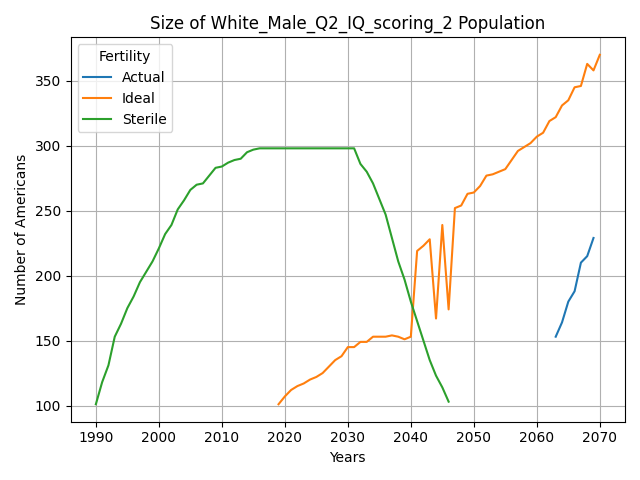 Size of White_Male_Q2_IQ_scoring_2 Population
Fertility
Actual
Ideal
Sterile
Number of Americans
350
300
250
200
150
100
1990 2000 2010 2020 2030 2040 2050 2060 2070
Years